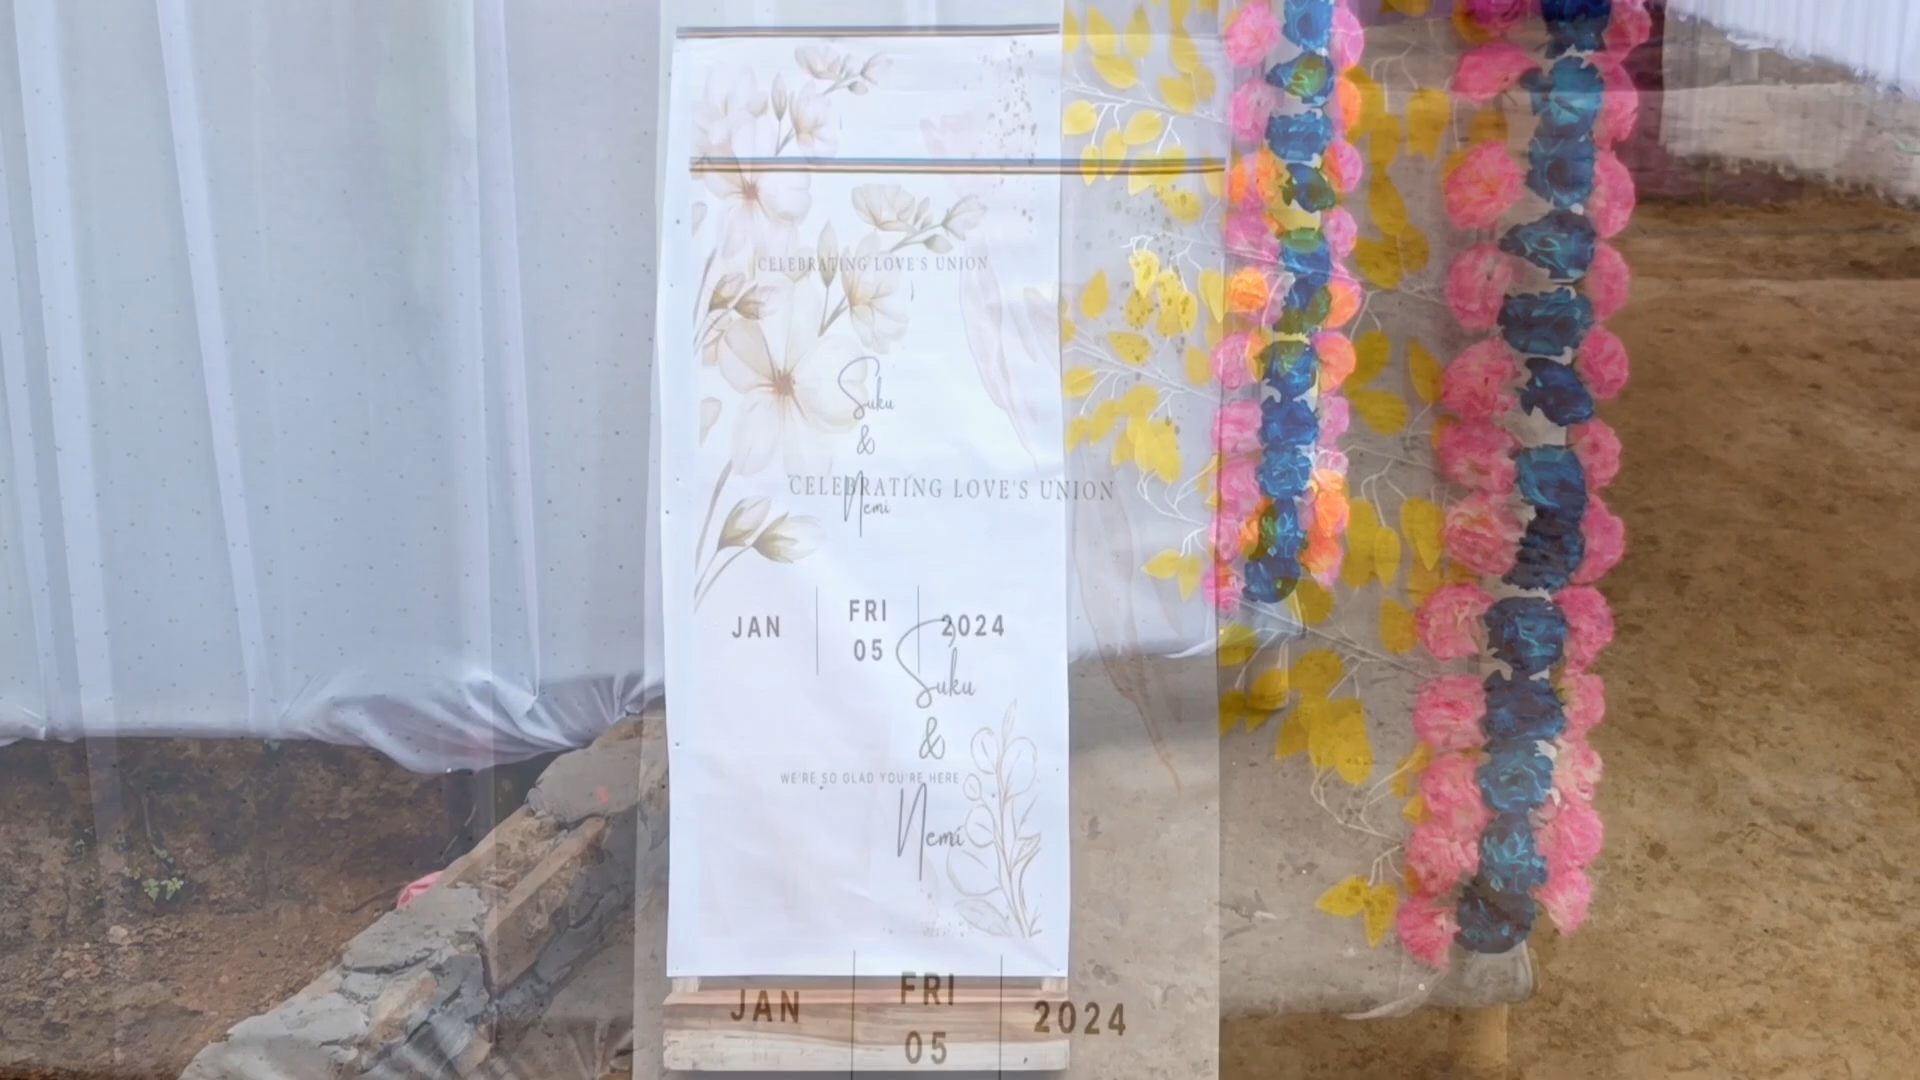 CELEBRATING LOVE'S UNION
Suku
&
Nemi
JAN
FRI
05
2024
WE'RE SO GLAD YOU'RE HERE
CELEBRATING LOVE'S UNION
Suku
&
Nemi
JAN
FRI
05
2024